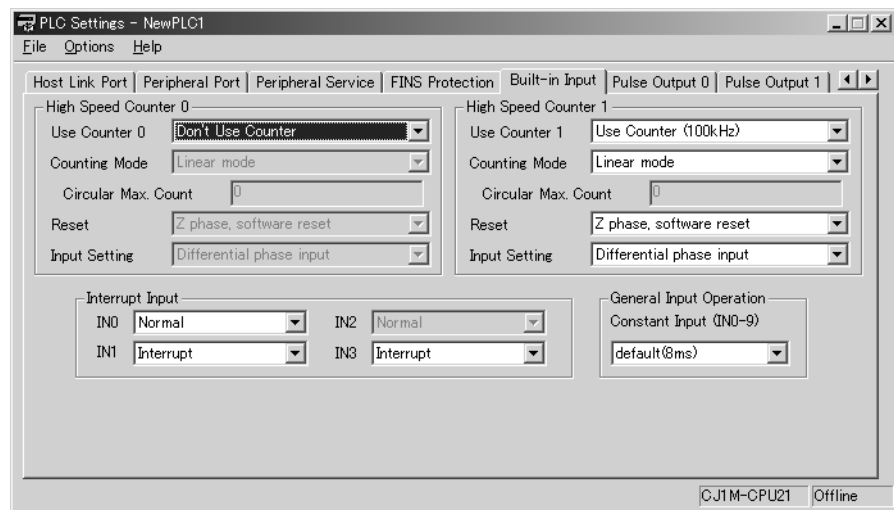 PLC Settings - NewPLC1
File Options Help
Host Link Port Peripheral Port Peripheral Service FINS Protection Built-in Input Pulse Output 0 Pulse Output 1
High Speed Counter 0
Use Counter 0 Don't Use Counter
Counting Mode Linear mode
Circular Max. Count 0
Reset Z phase, software reset
Input Setting Differential phase input
High Speed Counter 1
Use Counter 1 Use Counter (100kHz)
Counting Mode Linear mode
Circular Max. Count 0
Reset Z phase, software reset
Input Setting Differential phase input
Interrupt Input
IN0 Normal IN2 Normal
IN1 Interrupt IN3 Interrupt
General Input Operation
Constant Input (IN0-9)
default(8ms)
CJ1M-CPU21 Offline